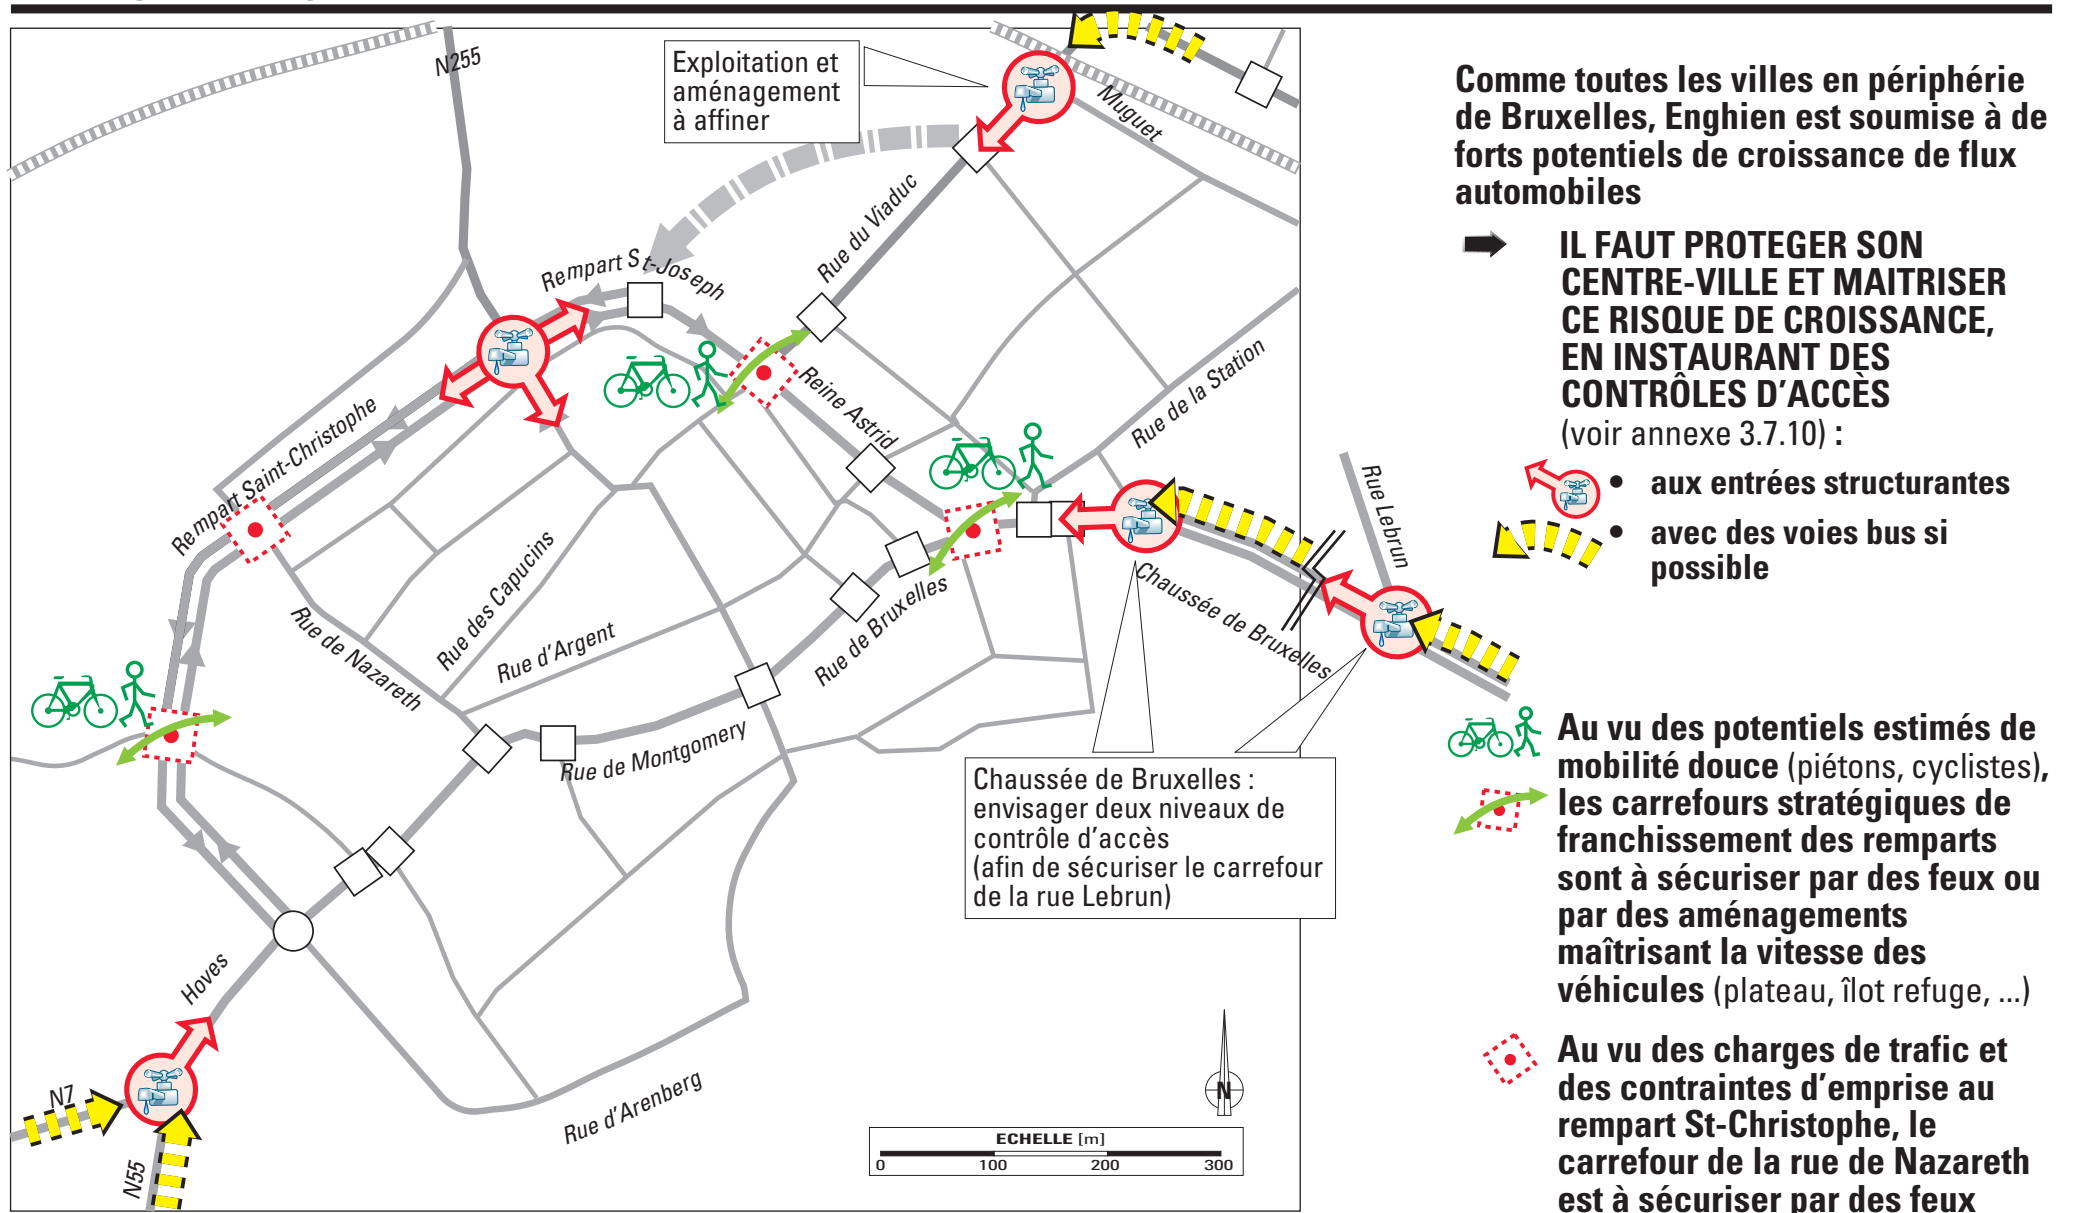 N255
Exploitation et
aménagement
à affiner
Muguet
Rue du Viaduc
Rempart St-Joseph
Reine Astrid
Rue de la Station
Rempart Saint-Christophe
Rue Lebrun
Rue des Capucins
Rue de Nazareth
Rue d'Argent
Rue de Bruxelles
Chaussée de Bruxelles
Rue de Montgomery
Chaussée de Bruxelles :
envisager deux niveaux de
contrôle d'accès
(afin de sécuriser le carrefour
de la rue Lebrun)
Hoves
N7
N55
Rue d'Arenberg
N
ECHELLE [m]
0 100 200 300
Comme toutes les villes en périphérie
de Bruxelles, Enghien est soumise à de
forts potentiels de croissance de flux
automobiles
IL FAUT PROTEGER SON
CENTRE-VILLE ET MAITRISER
CE RISQUE DE CROISSANCE,
EN INSTAURANT DES
CONTRÔLES D'ACCÈS
(voir annexe 3.7.10) :
• aux entrées structurantes
• avec des voies bus si
possible
Au vu des potentiels estimés de
mobilité douce (piétons, cyclistes),
les carrefours stratégiques de
franchissement des remparts
sont à sécuriser par des feux ou
par des aménagements
maîtrisant la vitesse des
véhicules (plateau, îlot refuge, ...)
Au vu des charges de trafic et
des contraintes d'emprise au
rempart St-Christophe, le
carrefour de la rue de Nazareth
est à sécuriser par des feux